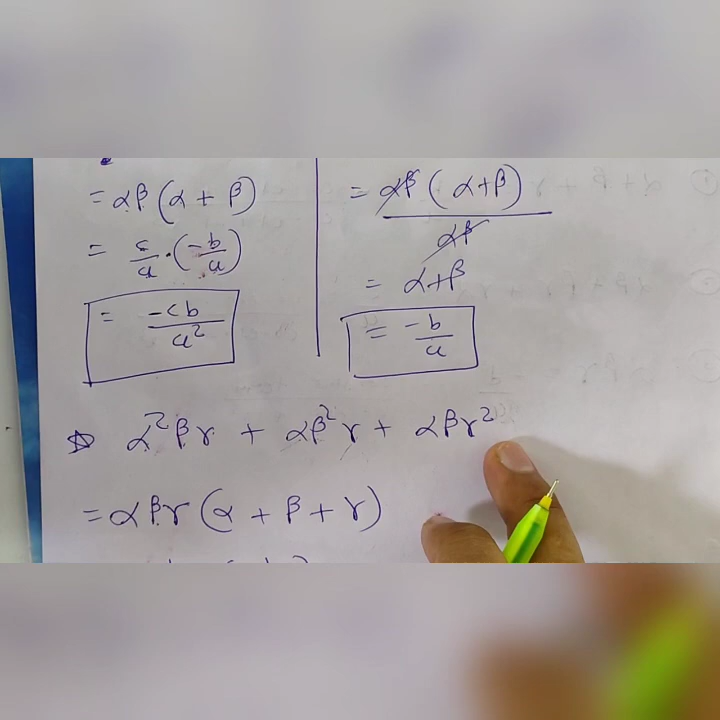 = αβ(α + β)
= c/a · (-b/a)
= -cb/a²
= αβ(α+β)/αβ
= α+β
= -b/a
☆ α²βγ + αβ²γ + αβγ²
= αβγ(α + β + γ)